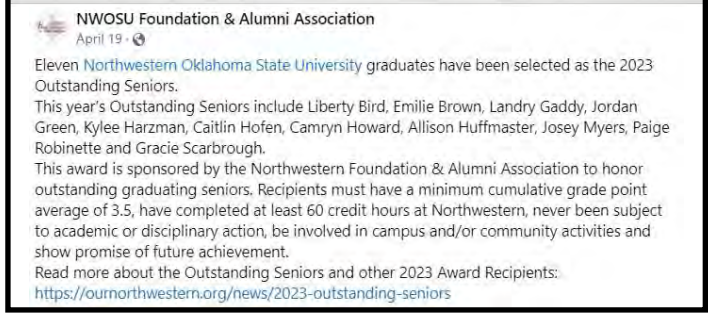 NWOSU Foundation & Alumni Association
April 19 ·
Eleven Northwestern Oklahoma State University graduates have been selected as the 2023
Outstanding Seniors.
This year's Outstanding Seniors include Liberty Bird, Emilie Brown, Landry Gaddy, Jordan
Green, Kylee Harzman, Caitlin Hofen, Camryn Howard, Allison Huffmaster, Josey Myers, Paige
Robinette and Gracie Scarbrough.
This award is sponsored by the Northwestern Foundation & Alumni Association to honor
outstanding graduating seniors. Recipients must have a minimum cumulative grade point
average of 3.5, have completed at least 60 credit hours at Northwestern, never been subject
to academic or disciplinary action, be involved in campus and/or community activities and
show promise of future achievement.
Read more about the Outstanding Seniors and other 2023 Award Recipients:
https://ournorthwestern.org/news/2023-outstanding-seniors